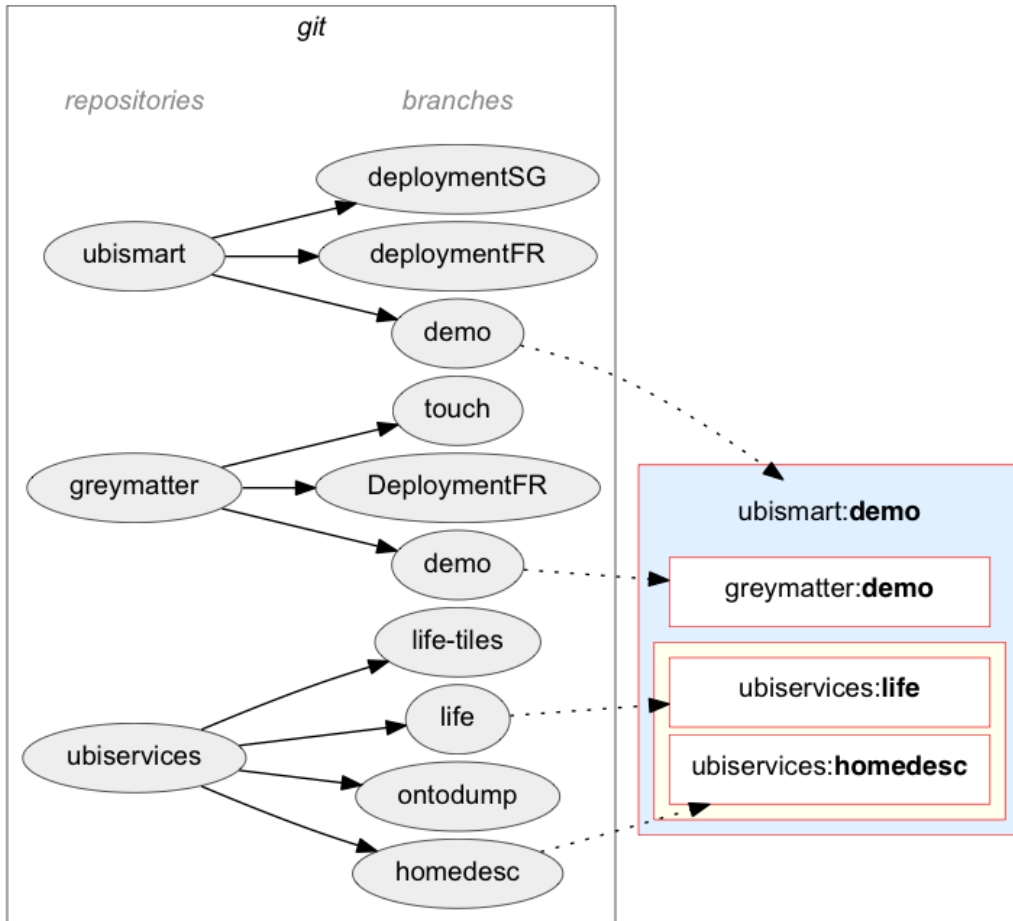 git
repositories
branches
deploymentSG
ubismart
deploymentFR
demo
touch
greymatter
DeploymentFR
demo
life-tiles
life
ubiservices
ontodump
homedesc
ubismart:demo
greymatter:demo
ubiservices:life
ubiservices:homedesc